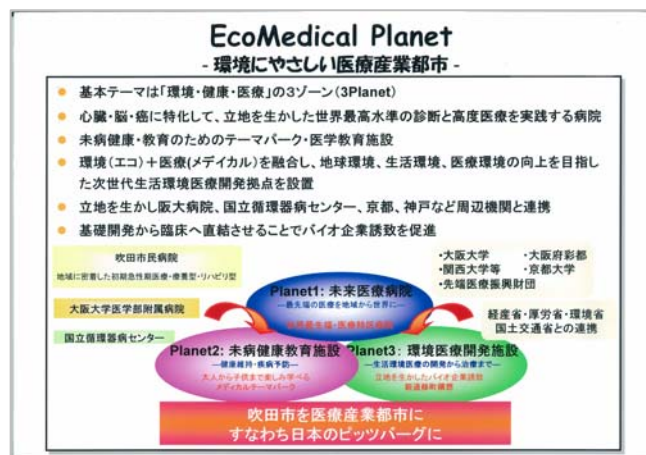 EcoMedical Planet
- 環境にやさしい医療産業都市 -
● 基本テーマは「環境・健康・医療」の3ゾーン(3Planet)
● 心臓・脳・癌に特化して、立地を生かした世界最高水準の診断と高度医療を実践する病院
● 未病健康・教育のためのテーマパーク・医学教育施設
● 環境(エコ)+医療(メディカル)を融合し、地球環境、生活環境、医療環境の向上を目指し
た次世代生活環境医療開発拠点を設置
● 立地を生かし阪大病院、国立循環器病センター、京都、神戸など周辺機関と連携
● 基礎開発から臨床へ直結させることでバイオ企業誘致を促進
吹田市民病院
地域に密着した初期急性期医療・療養型・リハビリ型
大阪大学医学部附属病院
国立循環器病センター
・大阪大学 ・大阪府彩都
・関西大学等 ・京都大学
・先端医療振興財団
経産省・厚労省・環境省
国土交通省との連携
Planet1: 未来医療病院
―最先端の医療を地域から世界に―
Planet2: 未病健康教育施設
―健康維持・疾病予防―
大人から子供まで楽しみ学べる
メディカルテーマパーク
Planet3: 環境医療開発施設
―生活環境医療の開発から治療まで―
立地を生かしたバイオ企業誘致
吹田市を医療産業都市に
すなわち日本のピッツバーグに